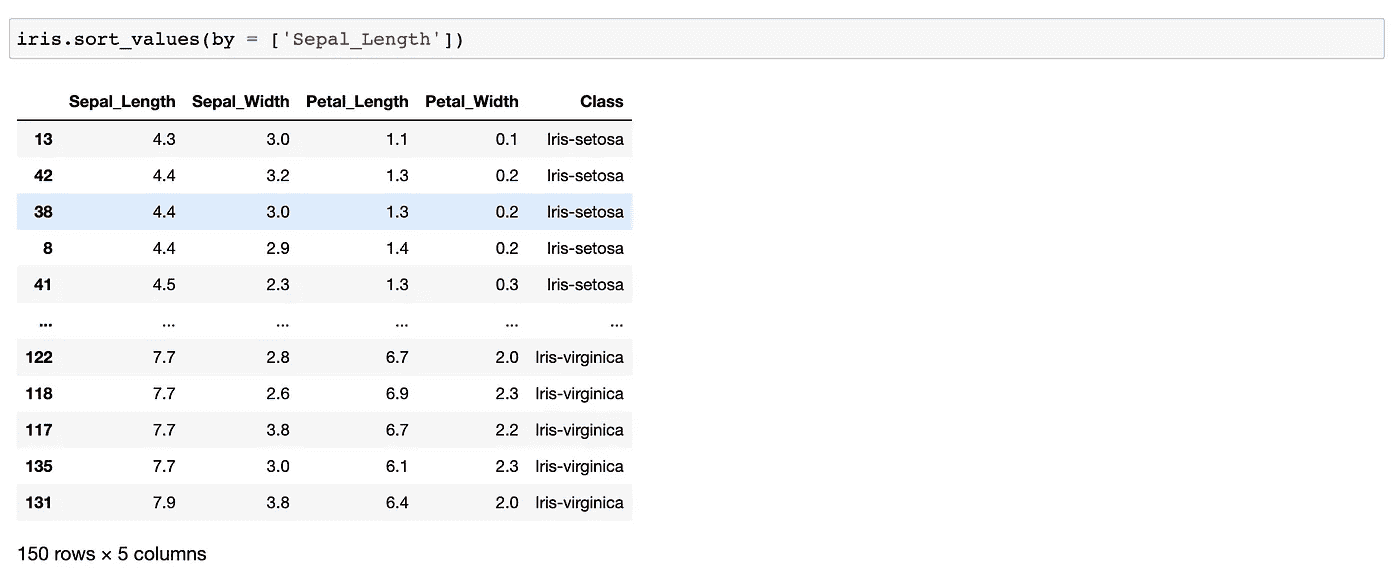 iris.sort_values(by = ['Sepal_Length'])
Sepal_Length Sepal_Width Petal_Length Petal_Width Class
13 4.3 3.0 1.1 0.1 Iris-setosa
42 4.4 3.2 1.3 0.2 Iris-setosa
38 4.4 3.0 1.3 0.2 Iris-setosa
8 4.4 2.9 1.4 0.2 Iris-setosa
41 4.5 2.3 1.3 0.3 Iris-setosa
... ... ... ... ... ...
122 7.7 2.8 6.7 2.0 Iris-virginica
118 7.7 2.6 6.9 2.3 Iris-virginica
117 7.7 3.8 6.7 2.2 Iris-virginica
135 7.7 3.0 6.1 2.3 Iris-virginica
131 7.9 3.8 6.4 2.0 Iris-virginica
150 rows × 5 columns